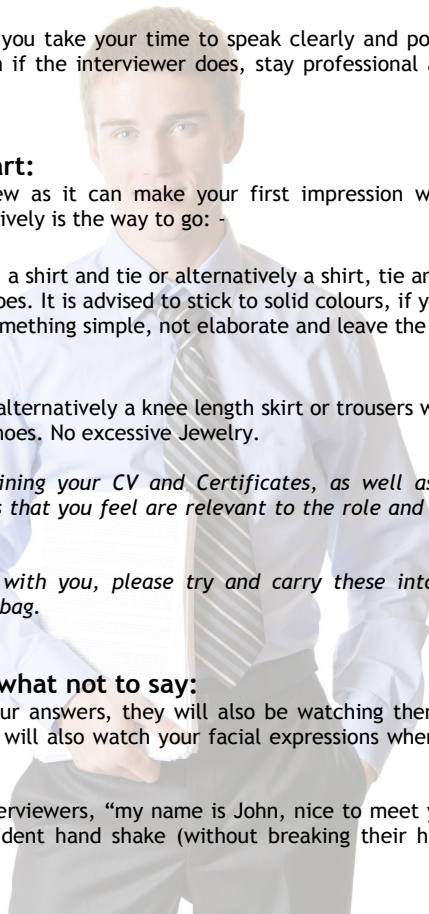 you take your time to speak clearly and po
if the interviewer does, stay professional a
art:
ew as it can make your first impression w
tively is the way to go: -
a shirt and tie or alternatively a shirt, tie an
oes. It is advised to stick to solid colours, if y
omething simple, not elaborate and leave the
alternatively a knee length skirt or trousers w
hoes. No excessive Jewelry.
ining your CV and Certificates, as well as
s that you feel are relevant to the role and
with you, please try and carry these into
bag.
what not to say:
ur answers, they will also be watching the
will also watch your facial expressions when
erviewers, “my name is John, nice to meet y
ident hand shake (without breaking their h